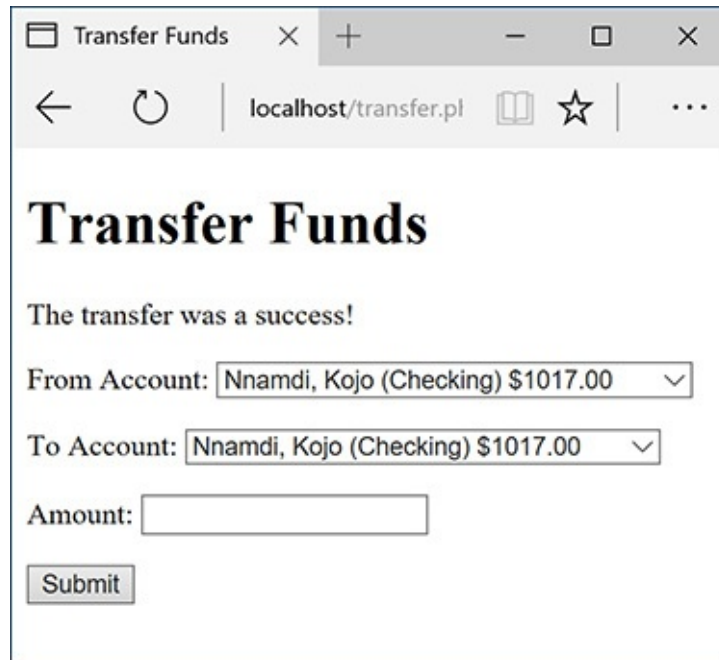 Transfer Funds
localhost/transfer.pl
Transfer Funds
The transfer was a success!
From Account: Nnamdi, Kojo (Checking) $1017.00
To Account: Nnamdi, Kojo (Checking) $1017.00
Amount:
Submit